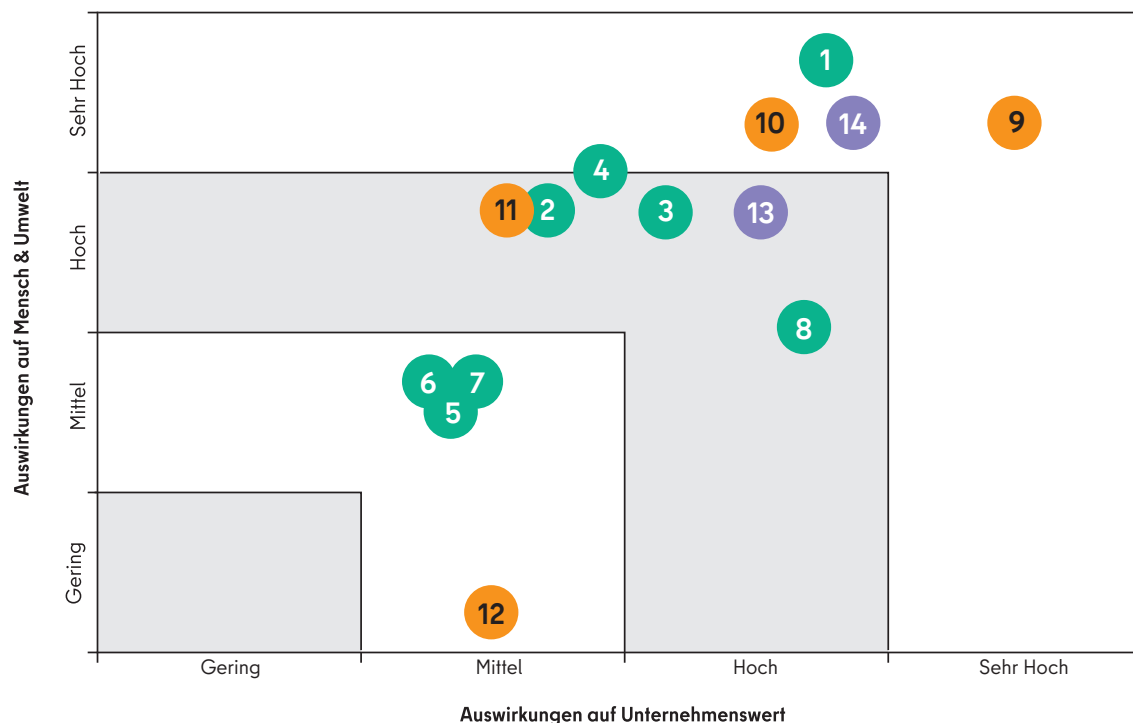 Auswirkungen auf Mensch & Umwelt
Sehr Hoch
Hoch
Mittel
Gering
1
10
14
9
4
11
2
3
13
8
6
7
5
12
Gering
Mittel
Hoch
Sehr Hoch
Auswirkungen auf Unternehmenswert